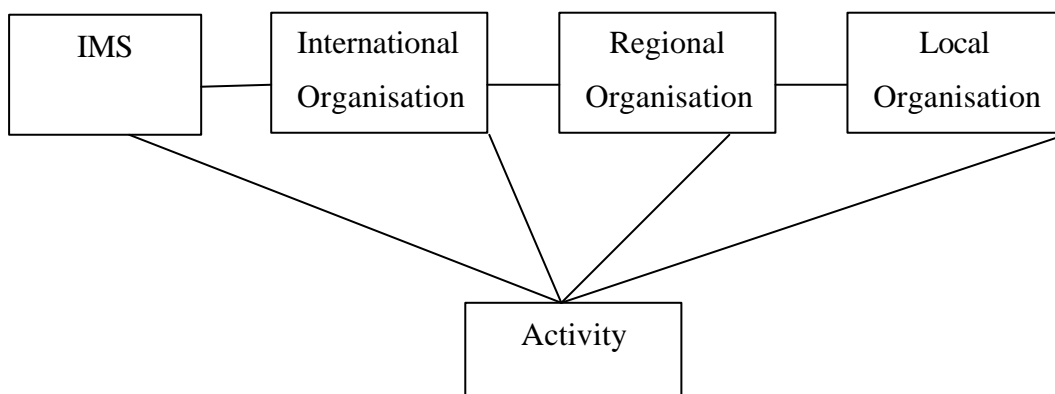 IMS
International
Organisation
Regional
Organisation
Local
Organisation
Activity